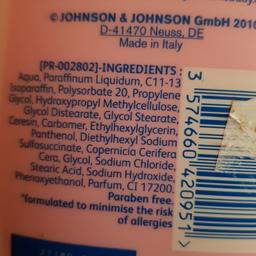 © JOHNSON & JOHNSON GmbH 2010
D-41470 Neuss, DE
Made in Italy
[PR-002802]-INGREDIENTS:
Aqua, Paraffinum Liquidum, C11-13
Isoparaffin, Polysorbate 20, Propylene
Glycol, Hydroxypropyl Methylcellulose,
Glycol Distearate, Glycol Stearate,
Ceresin, Carbomer, Ethylhexylglycerin,
Panthenol, Diethylhexyl Sodium
Sulfosuccinate, Copernicia Cerifera
Cera, Glycol, Sodium Chloride,
Stearic Acid, Sodium Hydroxide,
Phenoxyethanol, Parfum, CI 17200.
Paraben free.
*formulated to minimise the risk
of allergies
3 574660 420951 >